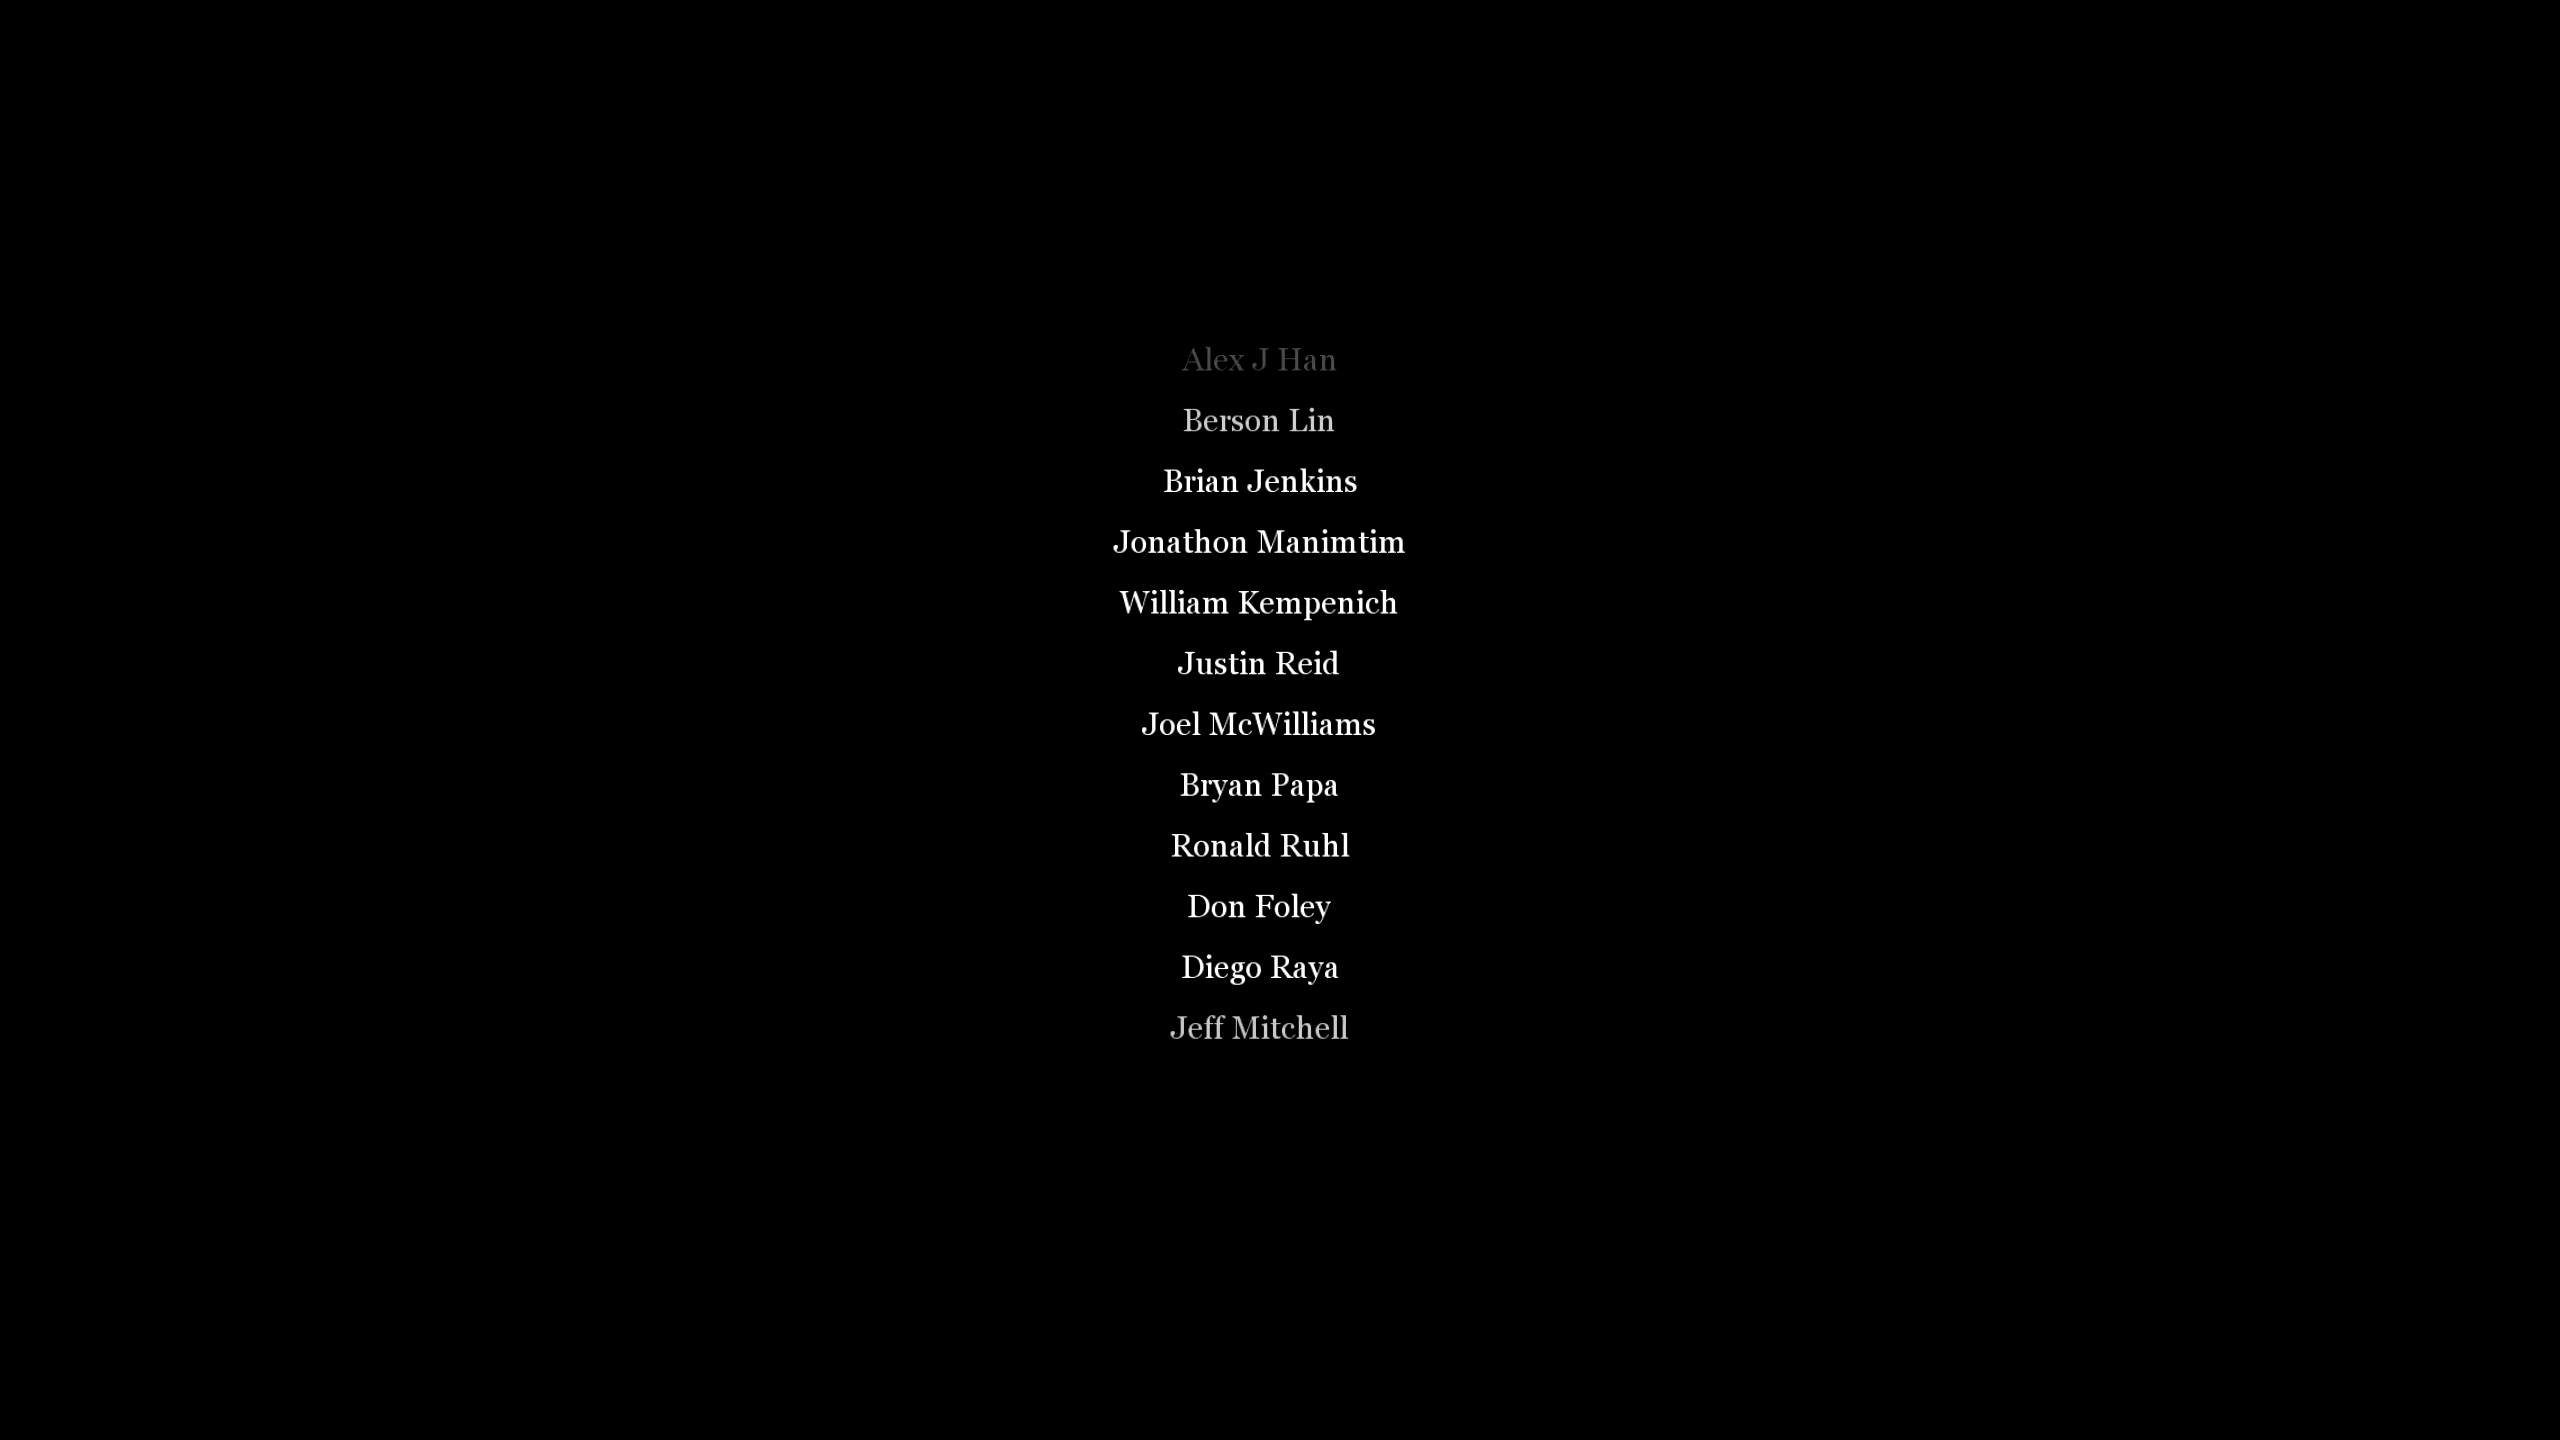 Alex J Han
Berson Lin
Brian Jenkins
Jonathon Manimtim
William Kempenich
Justin Reid
Joel McWilliams
Bryan Papa
Ronald Ruhl
Don Foley
Diego Raya
Jeff Mitchell